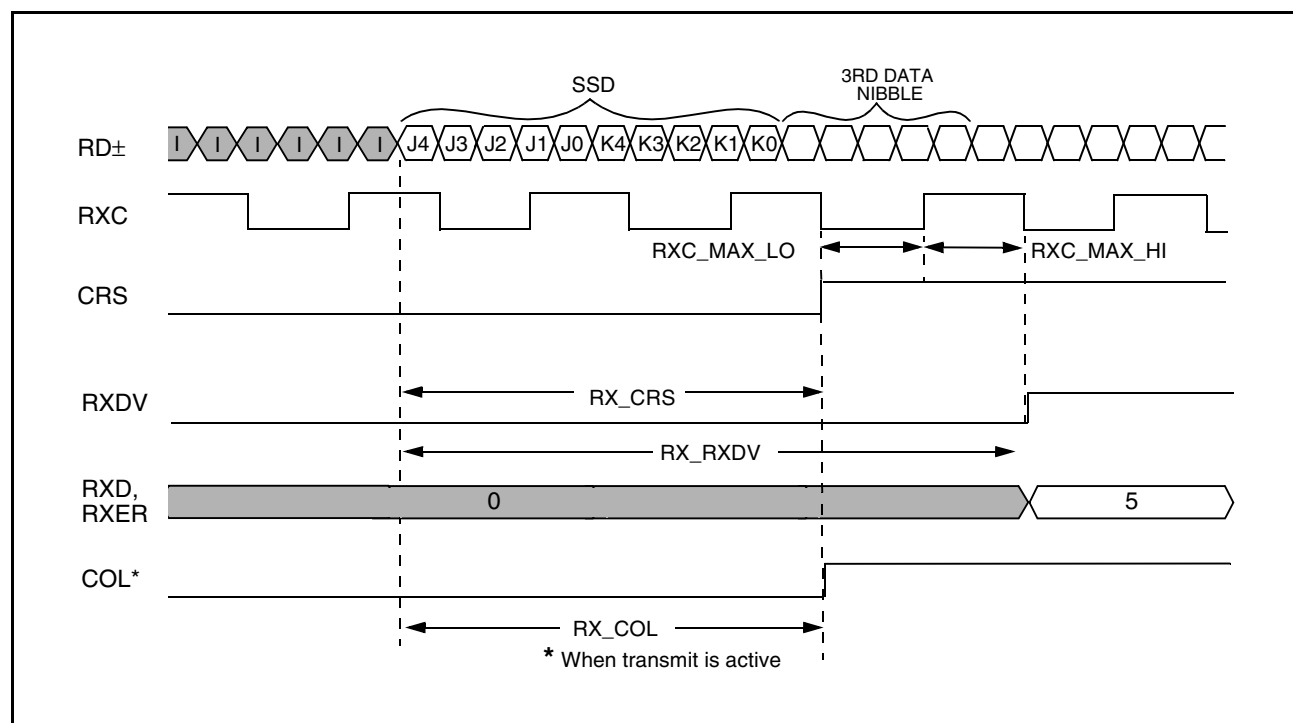 SSD
3RD DATA
NIBBLE
RD±
I I I I I I J4 J3 J2 J1 J0 K4 K3 K2 K1 K0
RXC
RXC_MAX_LO
RXC_MAX_HI
CRS
RXDV
RX_CRS
RX_RXDV
RXD,
RXER
0
5
COL*
RX_COL
* When transmit is active